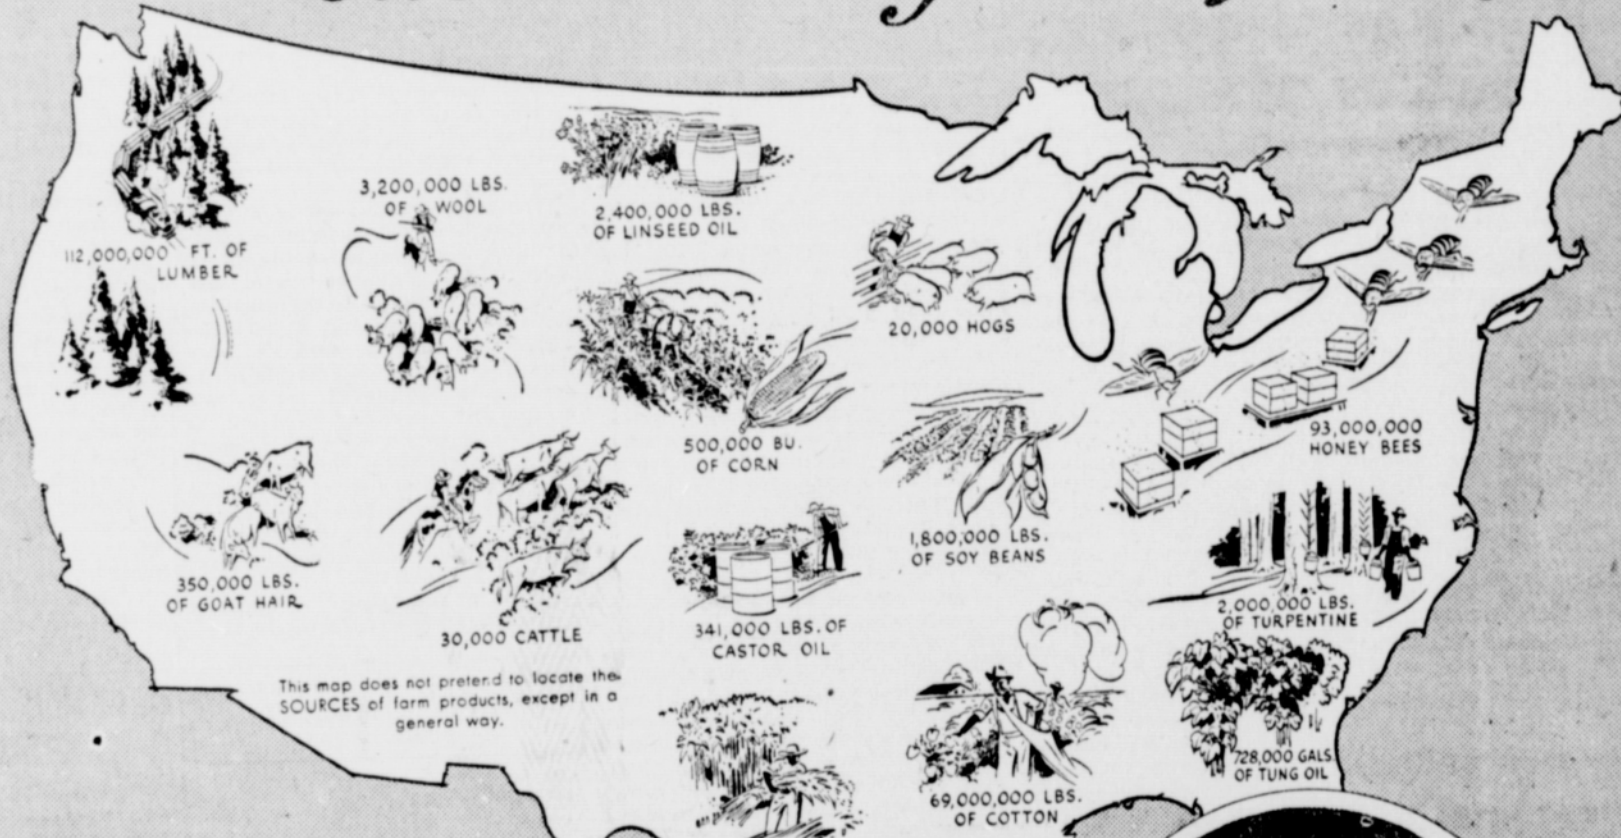 112,000,000 FT. OF
LUMBER
3,200,000 LBS.
OF WOOL
2,400,000 LBS.
OF LINSEED OIL
20,000 HOGS
500,000 BU.
OF CORN
93,000,000
HONEY BEES
350,000 LBS.
OF GOAT HAIR
30,000 CATTLE
341,000 LBS. OF
CASTOR OIL
1,800,000 LBS.
OF SOY BEANS
2,000,000 LBS.
OF TURPENTINE
This map does not pretend to locate the
SOURCES of farm products, except in a
general way.
69,000,000 LBS.
OF COTTON
728,000 GALS.
OF TUNG OIL